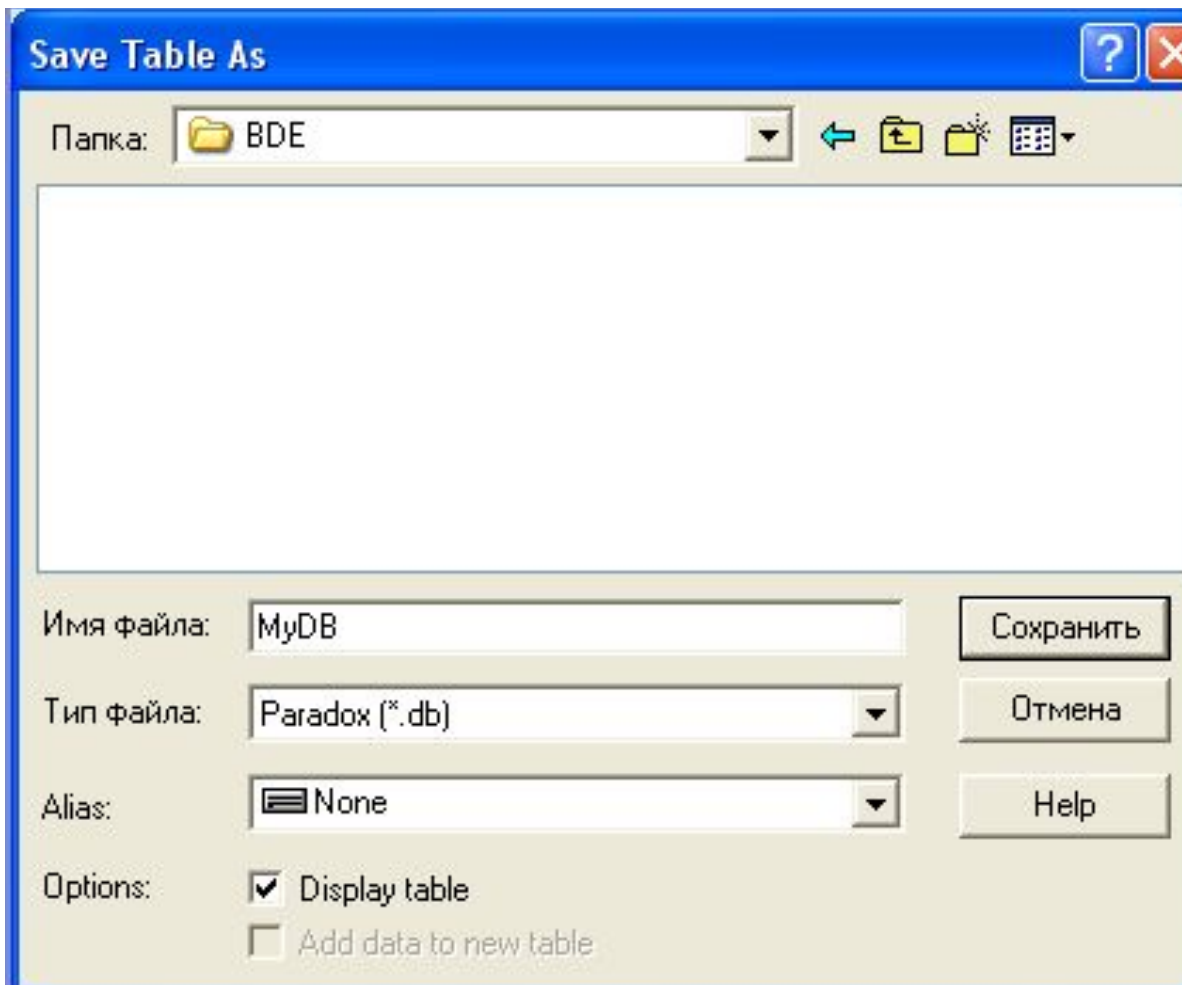 Save Table As
Папка: BDE
Имя файла: MyDB Сохранить
Тип файла: Paradox (*.db) Отмена
Alias: None Help
Options: Display table
Add data to new table